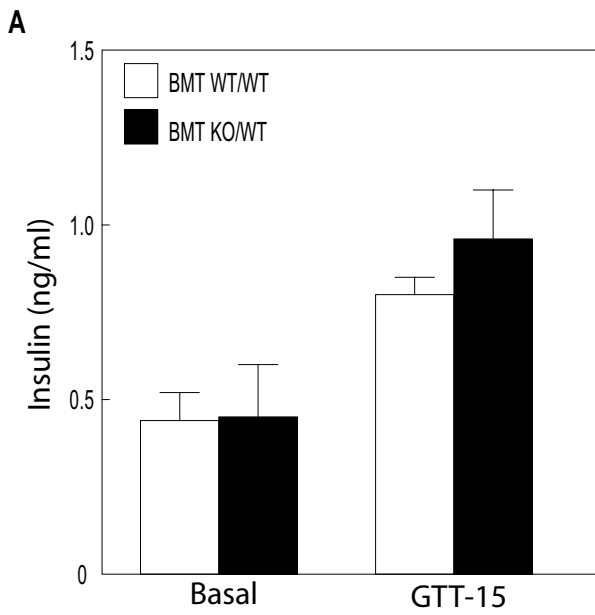 A
1.5
BMT WT/WT
BMT KO/WT
1.0
Insulin (ng/ml)
0.5
0
Basal
GTT-15